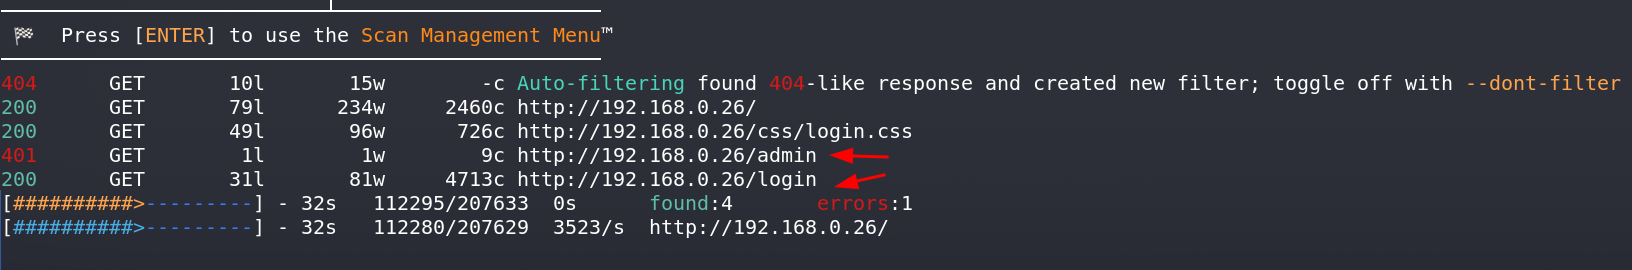 🏁  Press [ENTER] to use the Scan Management Menu™
404      GET       10l       15w        -c Auto-filtering found 404-like response and created new filter; toggle off with --dont-filter
200      GET       79l      234w     2460c http://192.168.0.26/
200      GET       49l       96w      726c http://192.168.0.26/css/login.css
401      GET        1l        1w        9c http://192.168.0.26/admin
200      GET       31l       81w     4713c http://192.168.0.26/login
[##########>---------] - 32s   112295/207633  0s      found:4       errors:1
[##########>---------] - 32s   112280/207629  3523/s  http://192.168.0.26/